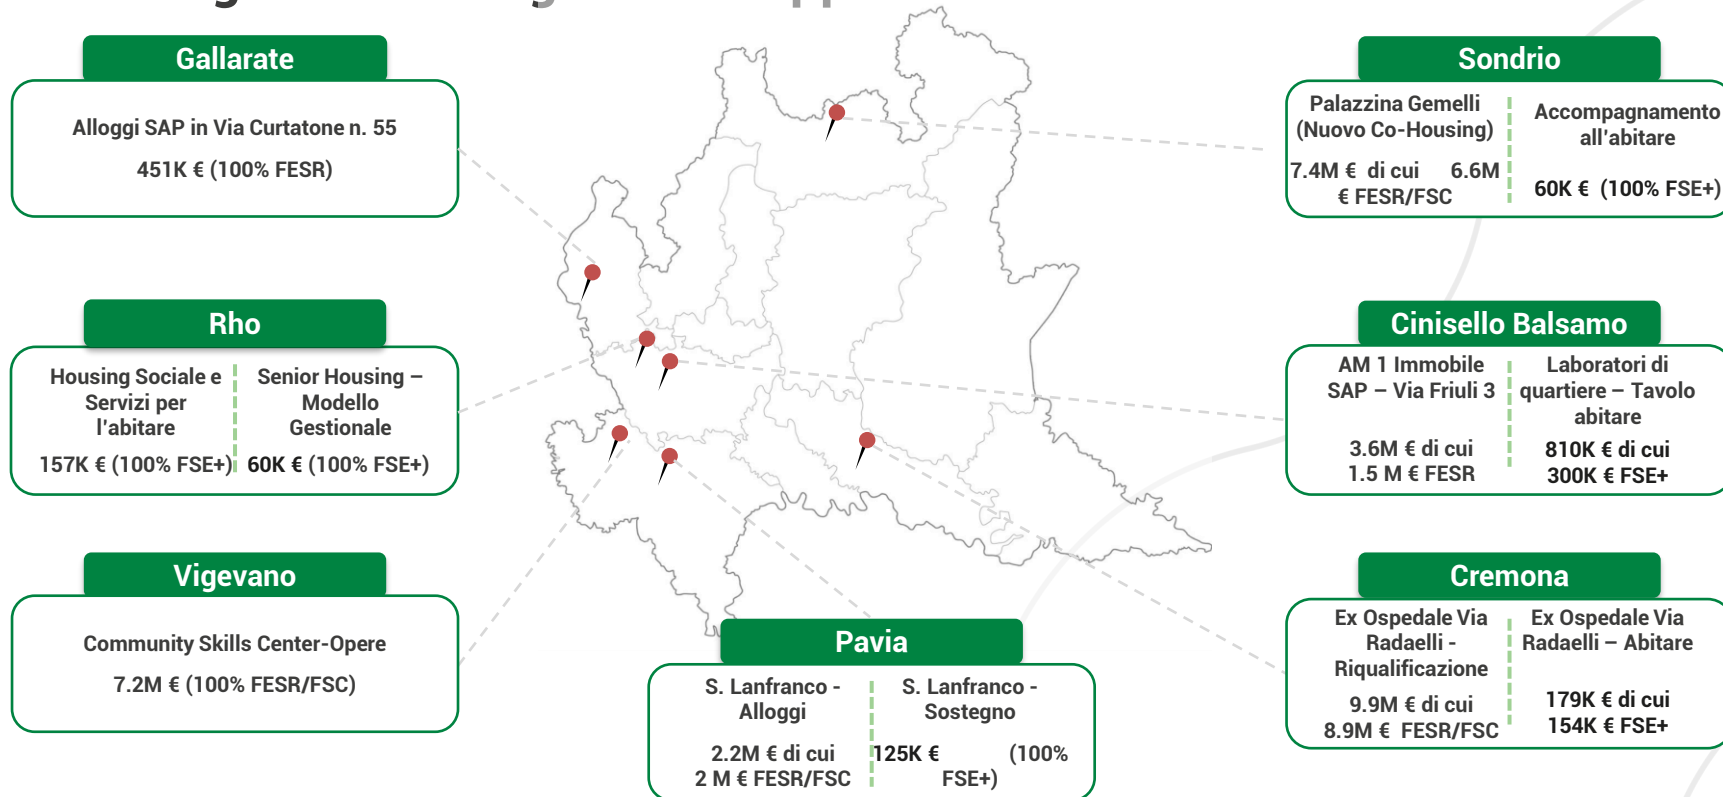 Gallarate
Alloggi SAP in Via Curtatone n. 55
451K € (100% FESR)
Rho
Housing Sociale e
Servizi per
l'abitare
157K € (100% FSE+)
Senior Housing –
Modello
Gestionale
60K € (100% FSE+)
Vigevano
Community Skills Center-Opere
7.2M € (100% FESR/FSC)
Pavia
S. Lanfranco -
Alloggi
2.2M € di cui
2 M € FESR/FSC
S. Lanfranco -
Sostegno
125K € (100%
FSE+)
Sondrio
Palazzina Gemelli
(Nuovo Co-Housing)
7.4M € di cui 6.6M
€ FESR/FSC
Accompagnamento
all'abitare
60K € (100% FSE+)
Cinisello Balsamo
AM 1 Immobile
SAP – Via Friuli 3
3.6M € di cui
1.5 M € FESR
Laboratori di
quartiere – Tavolo
abitare
810K € di cui
300K € FSE+
Cremona
Ex Ospedale Via
Radaelli -
Riqualificazione
9.9M € di cui
8.9M € FESR/FSC
Ex Ospedale Via
Radaelli – Abitare
179K € di cui
154K € FSE+